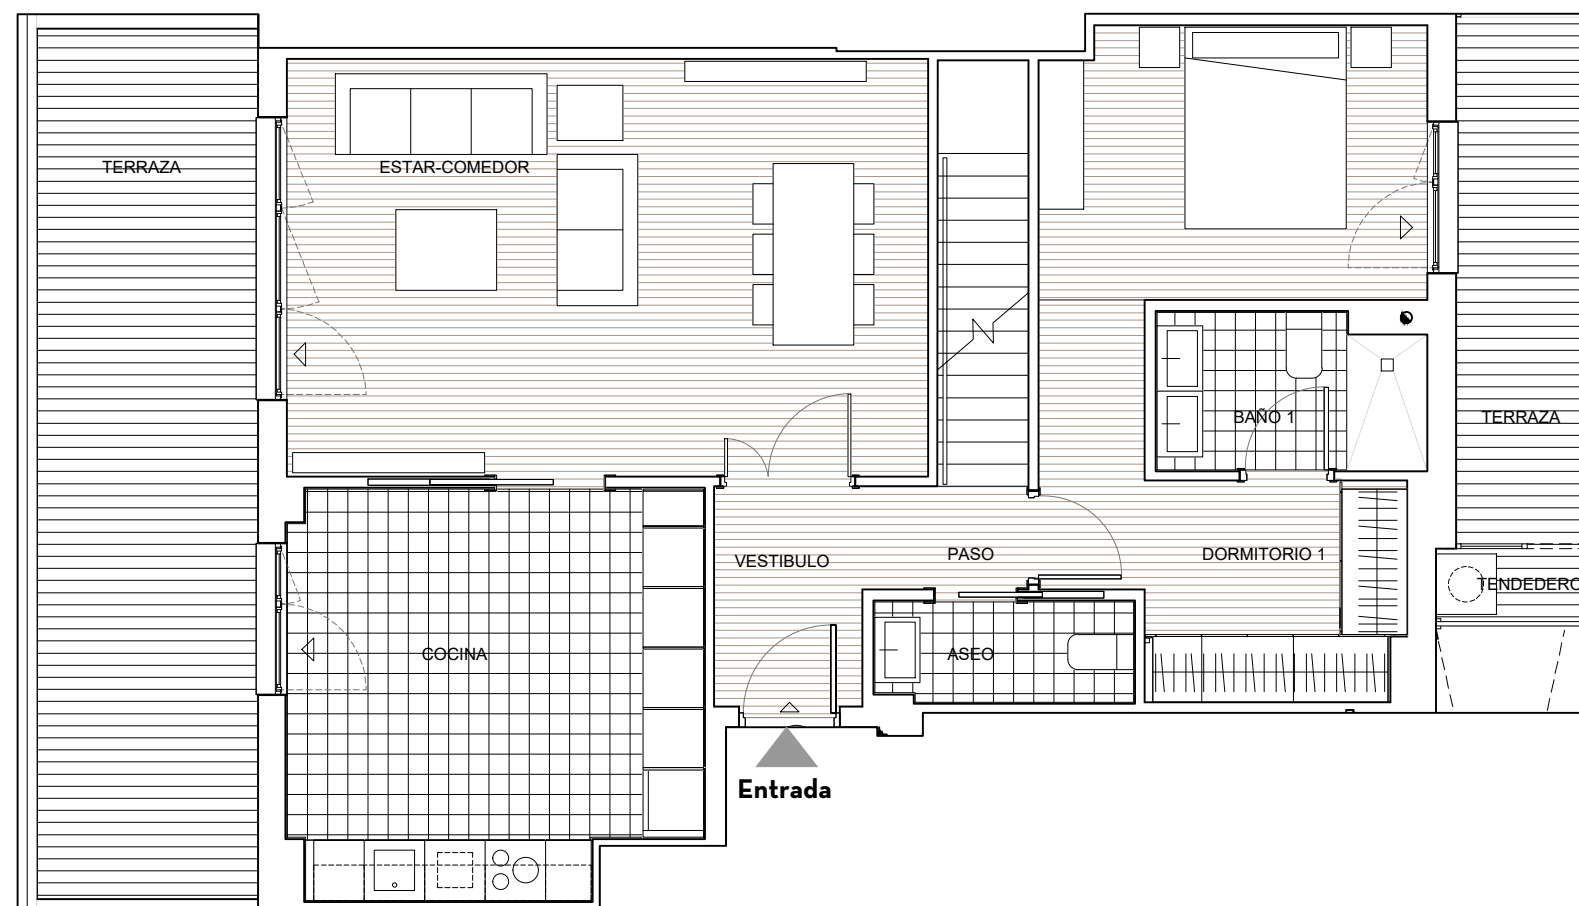 TERRAZA
ESTAR-COMEDOR
BAÑO 1
TERRAZA
VESTIBULO
PASO
DORMITORIO 1
TENDEDERO
COCINA
ASEO
Entrada